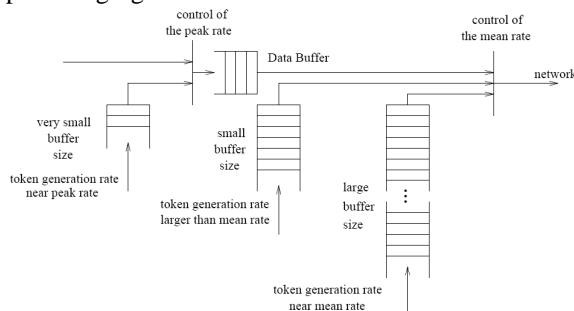 control of
the peak rate
control of
the mean rate
Data Buffer
network
very small
buffer
size
small
buffer
size
token generation rate
near peak rate
large
buffer
size
token generation rate
larger than mean rate
token generation rate
near mean rate